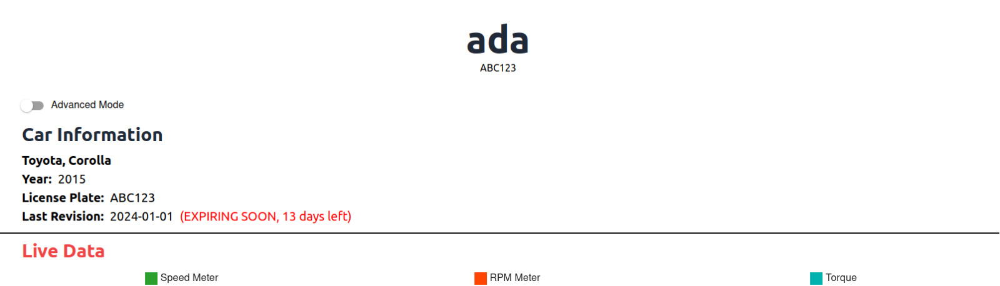 ada
ABC123
Advanced Mode
Car Information
Toyota, Corolla
Year: 2015
License Plate: ABC123
Last Revision: 2024-01-01 (EXPIRING SOON, 13 days left)
Live Data
Speed Meter RPM Meter Torque